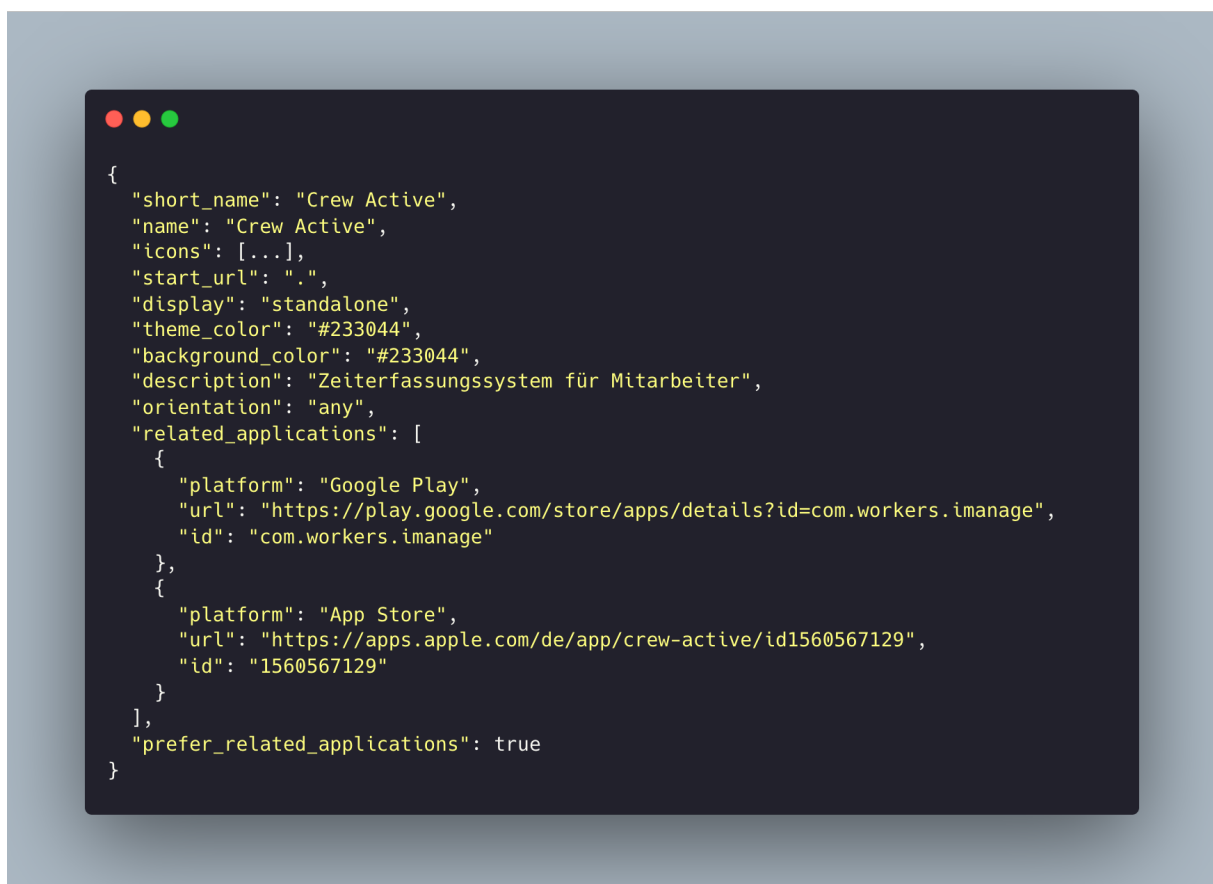 {
  "short_name": "Crew Active",
  "name": "Crew Active",
  "icons": [...],
  "start_url": ".",
  "display": "standalone",
  "theme_color": "#233044",
  "background_color": "#233044",
  "description": "Zeiterfassungssystem für Mitarbeiter",
  "orientation": "any",
  "related_applications": [
    {
      "platform": "Google Play",
      "url": "https://play.google.com/store/apps/details?id=com.workers.imanage",
      "id": "com.workers.imanage"
    },
    {
      "platform": "App Store",
      "url": "https://apps.apple.com/de/app/crew-active/id1560567129",
      "id": "1560567129"
    }
  ],
  "prefer_related_applications": true
}